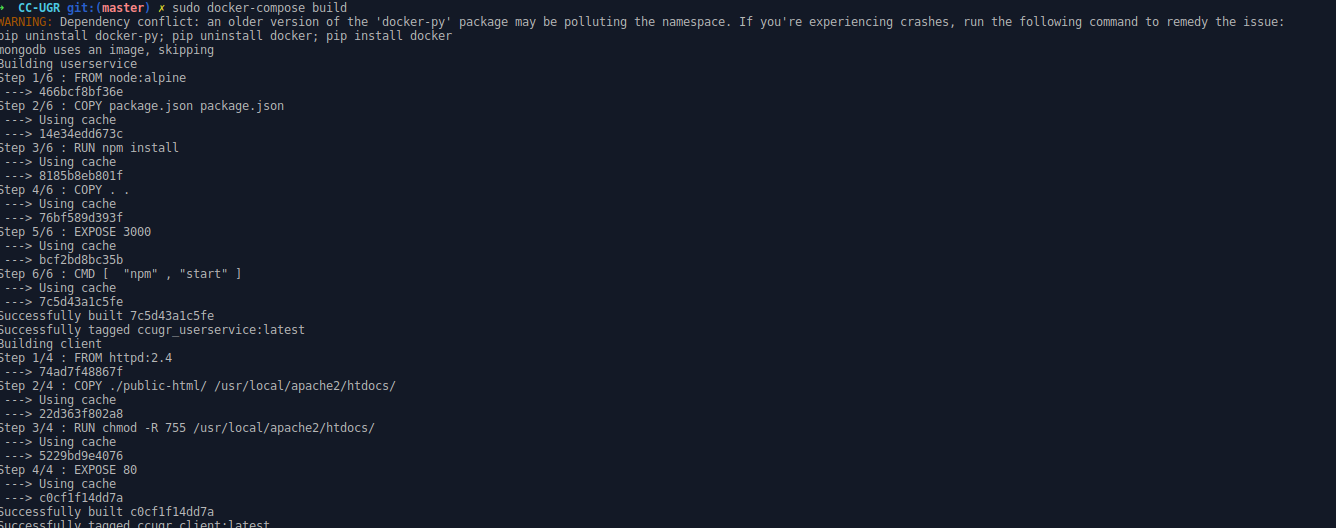 ➜  CC-UGR git:(master) ✗ sudo docker-compose build
WARNING: Dependency conflict: an older version of the 'docker-py' package may be polluting the namespace. If you're experiencing crashes, run the following command to remedy the issue:
pip uninstall docker-py; pip uninstall docker; pip install docker
mongodb uses an image, skipping
Building userservice
Step 1/6 : FROM node:alpine
 ---> 466bcf8bf36e
Step 2/6 : COPY package.json package.json
 ---> Using cache
 ---> 14e34edd673c
Step 3/6 : RUN npm install
 ---> Using cache
 ---> 8185b8eb801f
Step 4/6 : COPY . .
 ---> Using cache
 ---> 76bf589d393f
Step 5/6 : EXPOSE 3000
 ---> Using cache
 ---> bcf2bd8bc35b
Step 6/6 : CMD [  "npm" , "start" ]
 ---> Using cache
 ---> 7c5d43a1c5fe
Successfully built 7c5d43a1c5fe
Successfully tagged ccugr_userservice:latest
Building client
Step 1/4 : FROM httpd:2.4
 ---> 74ad7f48867f
Step 2/4 : COPY ./public-html/ /usr/local/apache2/htdocs/
 ---> Using cache
 ---> 22d363f802a8
Step 3/4 : RUN chmod -R 755 /usr/local/apache2/htdocs/
 ---> Using cache
 ---> 5229bd9e4076
Step 4/4 : EXPOSE 80
 ---> Using cache
 ---> c0cf1f14dd7a
Successfully built c0cf1f14dd7a
Successfully tagged ccugr_client:latest